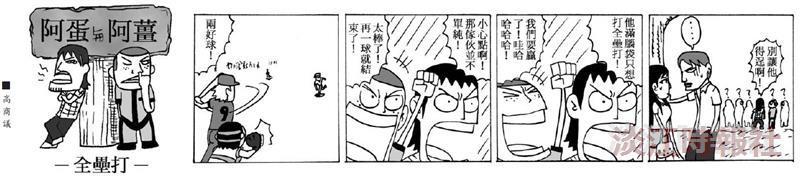 阿蛋與阿薑
—全壘打—
■高商議
兩好球!
太棒了!
再一球就結
束了!
小心點啊!
那傢伙並不
單純!
我們要贏
了!哇哈
哈哈哈!
他滿腦袋只想
打全壘打!
別讓他
得逞啊!
淡江時報社